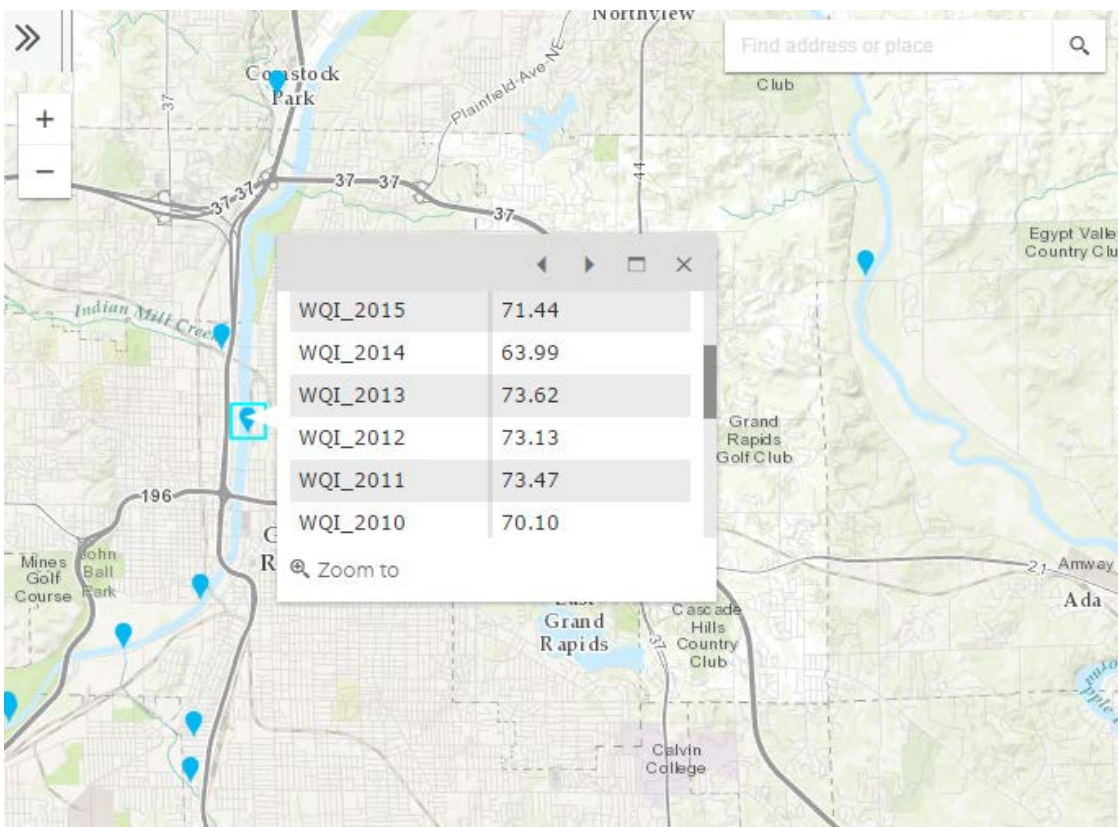 Northview
Find address or place
Comstock
Park
Plainfield-Ave-NE
Club
37
44
37
37
37
37
37
Egypt Valle
Country Clu
Indian Mill Creek
WQI_2015 71.44
WQI_2014 63.99
WQI_2013 73.62
WQI_2012 73.13
WQI_2011 73.47
WQI_2010 70.10
Zoom to
Grand
Rapids
Golf Club
196
G
R
Mines
Golf
Course
John
Ball
Park
21
Amway
Ada
East
Grand
Rapids
Cascade
Hills
Country
Club
37
Calvin
College